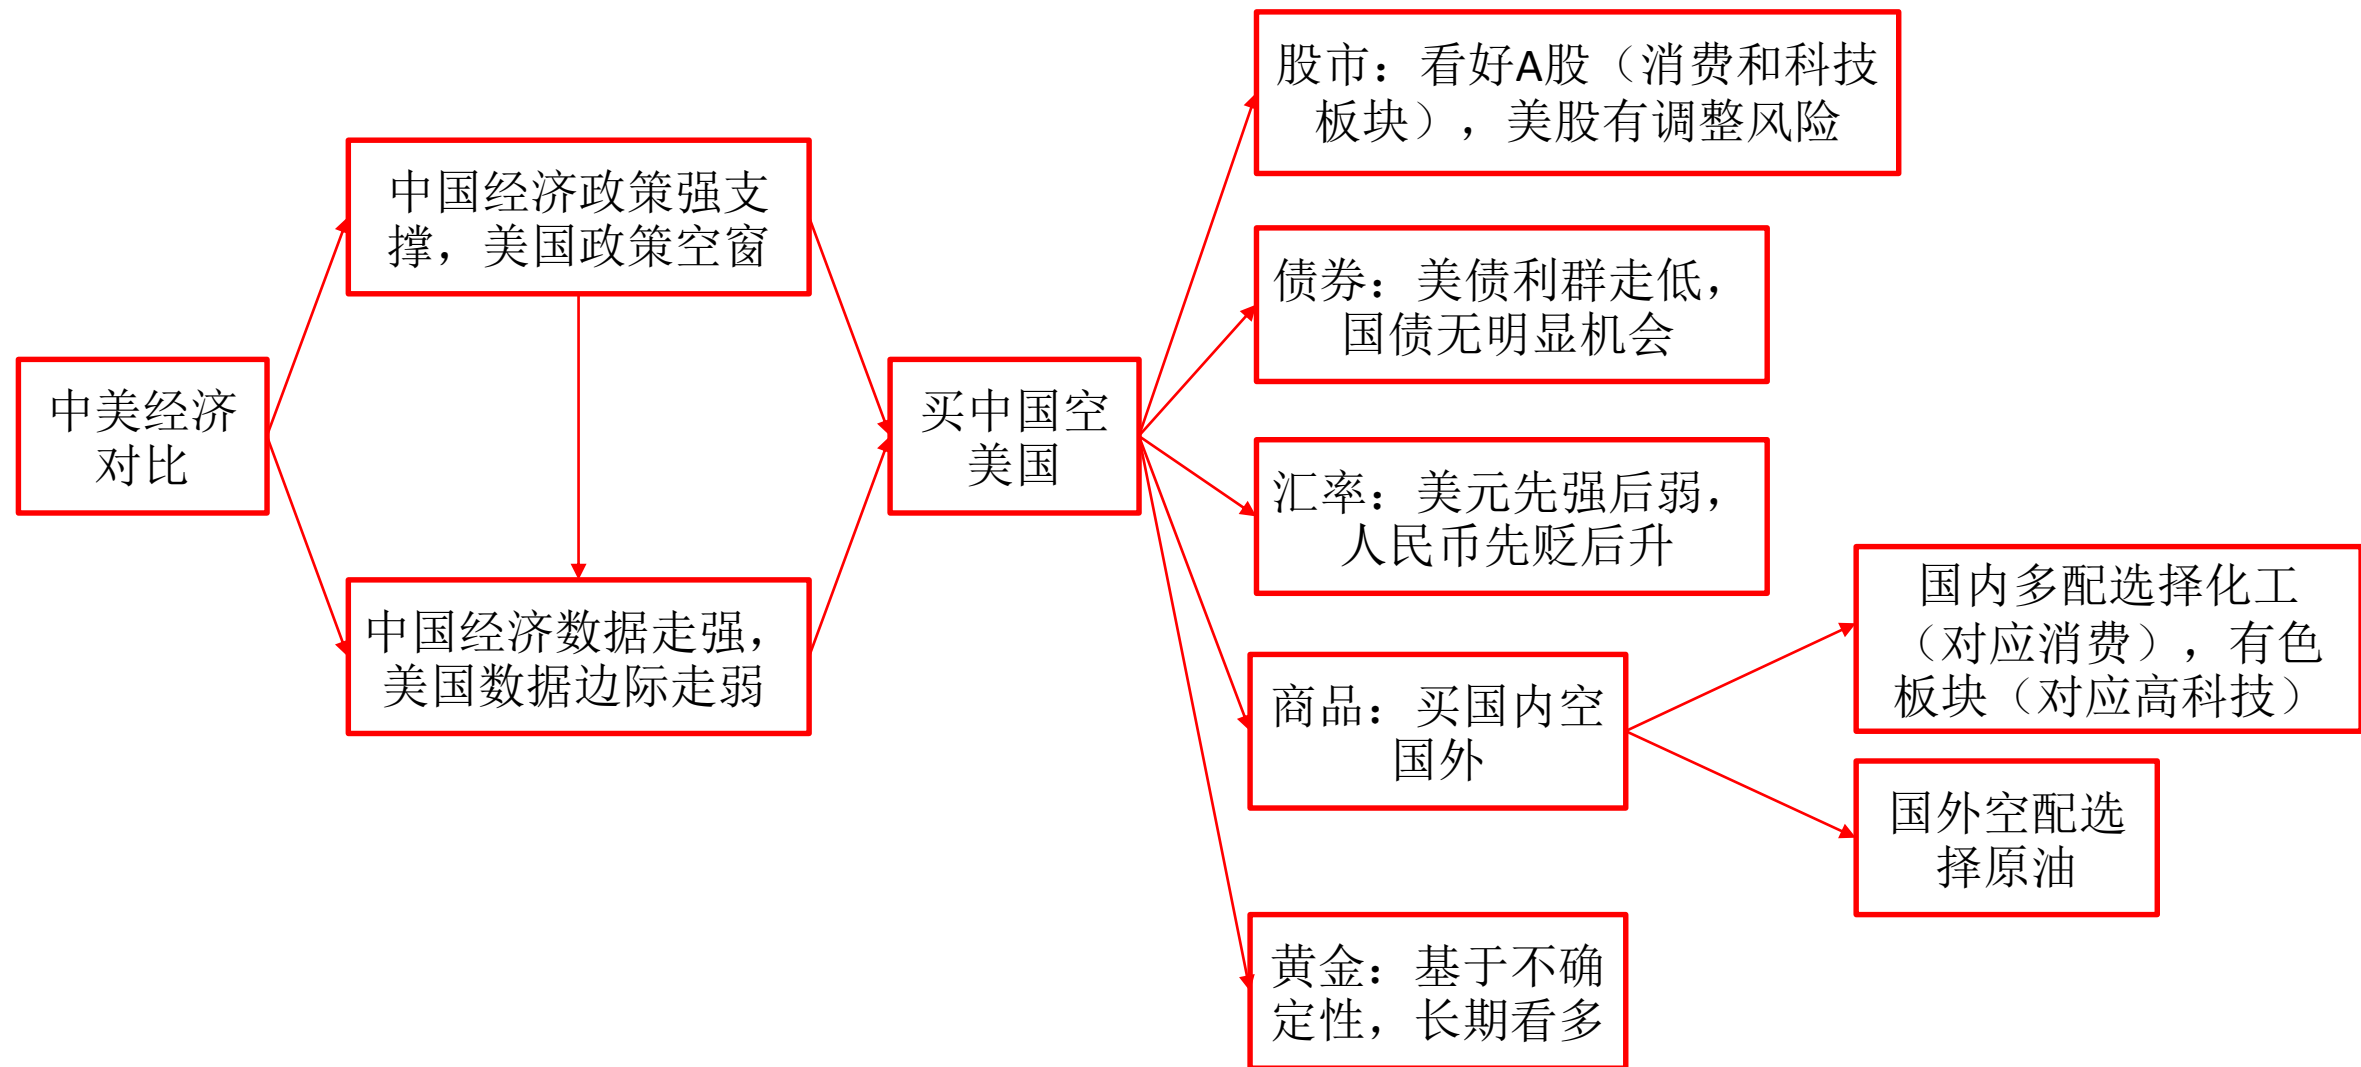 中美经济
对比
中国经济政策强支
撑，美国政策空窗
中国经济数据走强，
美国数据边际走弱
买中国空
美国
股市：看好A股（消费和科技
板块），美股有调整风险
债券：美债利群走低，
国债无明显机会
汇率：美元先强后弱，
人民币先贬后升
商品：买国内空
国外
黄金：基于不确
定性，长期看多
国内多配选择化工
（对应消费），有色
板块（对应高科技）
国外空配选
择原油